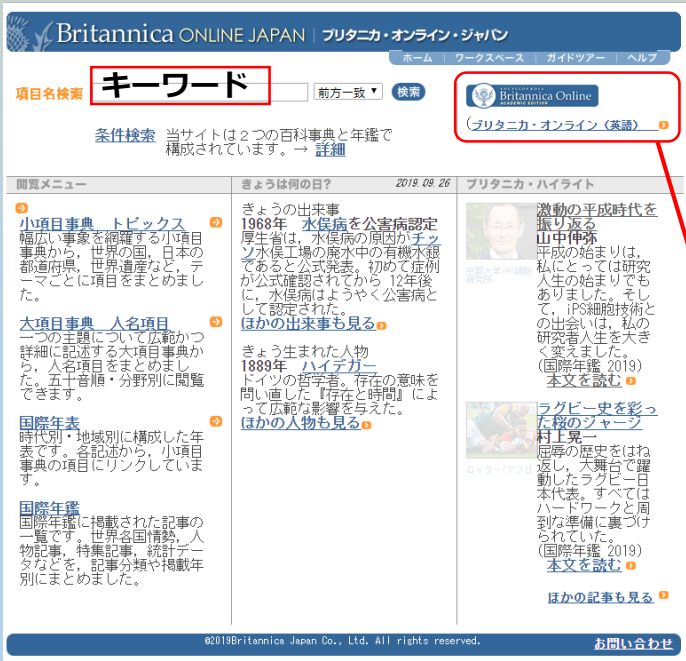 Britannica ONLINE JAPAN | ブリタニカ・オンライン・ジャパン
ホーム | ワークスペース | ガイドツアー | ヘルプ
項目名検索 キーワード 前方一致 検索
ENCYCLOPÆDIA
Britannica Online
ACADEMIC EDITION
(ブリタニカ・オンライン〈英語〉
条件検索 当サイトは2つの百科事典と年鑑で
構成されています。→ 詳細
閲覧メニュー
小項目事典 トピックス
幅広い事象を網羅する小項目
事典から，世界の国，日本の
都道府県，世界遺産など，テ
ーマごとに項目をまとめまし
た。
大項目事典 人名項目
一つの主題について広範かつ
詳細に記述する大項目事典か
ら，人名項目をまとめまし
た。五十音順・分野別に閲覧
できます。
国際年表
時代別・地域別に構成した年
表です。各記述から，小項目
事典の項目にリンクしていま
す。
国際年鑑
国際年鑑に掲載された記事の
一覧です。世界各国情勢，人
物記事，特集記事，統計デー
タなどを，記事分類や掲載年
別にまとめました。
きょうは何の日? 2019.09.26
きょうの出来事
1968年 水俣病を公害病認定
厚生省は，水俣病の原因がチッ
ソ水俣工場の廃水中の有機水銀
であると公式発表。初めて症例
が公式確認されてから 12年後
に，水俣病はようやく公害病と
して認定された。
ほかの出来事も見る
きょう生まれた人物
1889年 ハイデガー
ドイツの哲学者。存在の意味を
問い直した『存在と時間』によ
って広範な影響を与えた。
ほかの人物も見る
ブリタニカ・ハイライト
京都大学iPS細胞
研究所
激動の平成時代を
振り返る
山中伸弥
平成の始まりは，
私にとっては研究
人生の始まりでも
ありました。そし
て，iPS細胞技術と
の出会いは，私の
研究者人生を大き
く変えました。
(国際年鑑 2019)
本文を読む
ロイター/アフロ
ラグビー史を彩っ
た桜のジャージ
村上晃一
屈辱の歴史をはね
返し，大舞台で躍
動したラグビー日
本代表。すべては
ハードワークと周
到な準備に裏づけ
られていた。
(国際年鑑 2019)
本文を読む
ほかの記事も見る
©2019Britannica Japan Co., Ltd. All rights reserved.
お問い合わせ